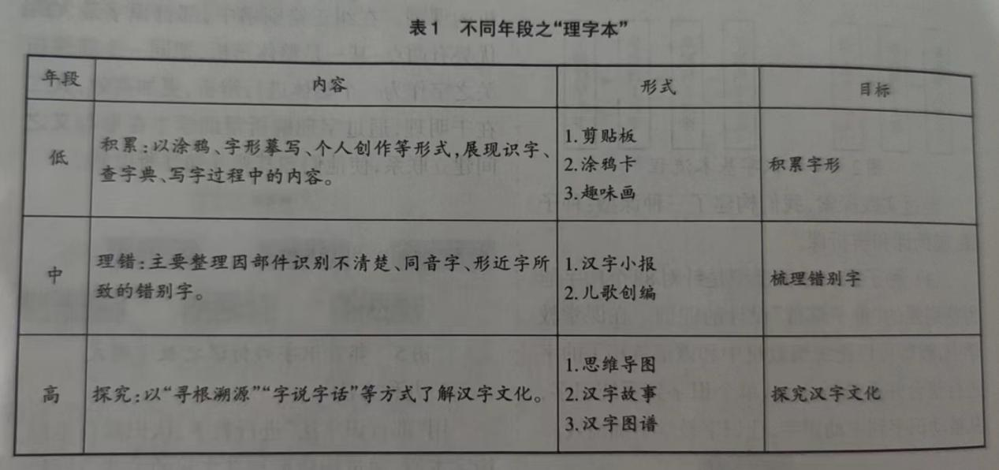 表1 不同年段之“理字本”
年段 内容 形式 目标
低
积累:以涂鸦、字形摹写、个人创作等形式,展现识字、
查字典、写字过程中的内容。
1.剪贴板
2.涂鸦卡
3.趣味画
积累字形
中
理错:主要整理因部件识别不清楚、同音字、形近字所
致的错别字。
1.汉字小报
2.儿歌创编
梳理错别字
高
探究:以“寻根溯源”“字说字话”等方式了解汉字文化。
1.思维导图
2.汉字故事
3.汉字图谱
探究汉字文化